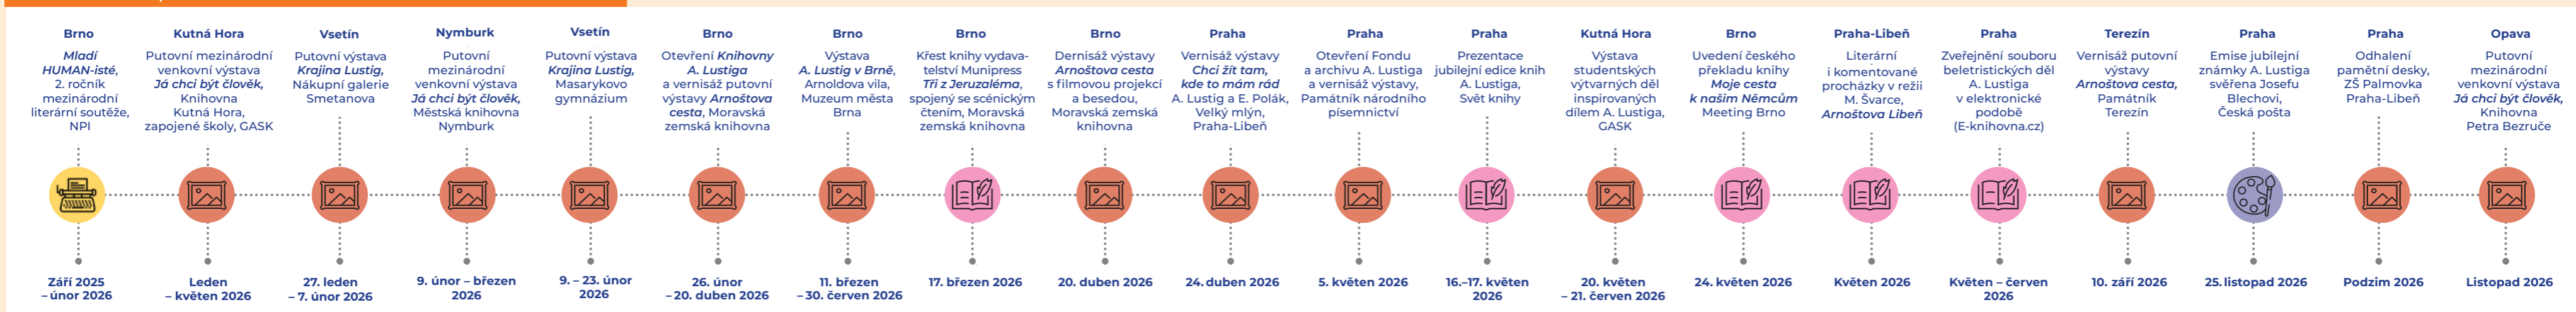 Brno
Mladí
HUMAN-isté,
2. ročník
mezinárodní
literární soutěže,
NPI
Září 2025
– únor 2026
Kutná Hora
Putovní mezinárodní
venkovní výstava
Já chci být člověk,
Knihovna
Kutná Hora,
zapojené školy, GASK
Leden
– květen 2026
Vsetín
Putovní výstava
Krajina Lustig,
Nákupní galerie
Smetanova
27. leden
– 7. únor 2026
Nymburk
Putovní
mezinárodní
venkovní výstava
Já chci být člověk,
Městská knihovna
Nymburk
9. únor – březen
2026
Vsetín
Putovní výstava
Krajina Lustig,
Masarykovo
gymnázium
9. – 23. únor
2026
Brno
Otevření Knihovny
A. Lustiga
a vernisáž putovní
výstavy Arnoštova
cesta, Moravská
zemská knihovna
26. únor
– 20. duben 2026
Brno
Výstava
A. Lustig v Brně,
Arnoldova vila,
Muzeum města
Brna
11. březen
– 30. červen 2026
Brno
Křest knihy vydava-
telství Munipress
Tři z Jeruzaléma,
spojený se scénickým
čtením, Moravská
zemská knihovna
17. březen 2026
Brno
Dernisáž výstavy
Arnoštova cesta
s filmovou projekcí
a besedou,
Moravská zemská
knihovna
20. duben 2026
Praha
Vernisáž výstavy
Chci žít tam,
kde to mám rád
A. Lustig a E. Polák,
Velký mlýn,
Praha-Libeň
24. duben 2026
Praha
Otevření Fondu
a archivu A. Lustiga
a vernisáž výstavy,
Památník národního
písemnictví
5. květen 2026
Praha
Prezentace
jubilejní edice knih
A. Lustiga,
Svět knihy
16.–17. květen
2026
Kutná Hora
Výstava
studentských
výtvarných děl
inspirovaných
dílem A. Lustiga,
GASK
20. květen
– 21. červen 2026
Brno
Uvedení českého
překladu knihy
Moje cesta
k našim Němcům
Meeting Brno
24. květen 2026
Praha-Libeň
Literární
i komentované
procházky v režii
M. Švarce,
Arnoštova Libeň
Květen 2026
Praha
Zveřejnění souboru
beletristických děl
A. Lustiga
v elektronické
podobě
(E-knihovna.cz)
Květen – červen
2026
Terezín
Vernisáž putovní
výstavy
Arnoštova cesta,
Památník
Terezín
10. září 2026
Praha
Emise jubilejní
známky A. Lustiga
svěřena Josefu
Blechovi,
Česká pošta
25. listopad 2026
Praha
Odhalení
pamětní desky,
ZŠ Palmovka
Praha-Libeň
Podzim 2026
Opava
Putovní
mezinárodní
venkovní výstava
Já chci být člověk,
Knihovna
Petra Bezruče
Listopad 2026